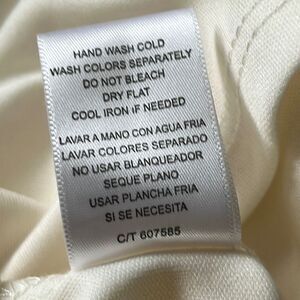 HAND WASH COLD
WASH COLORS SEPARATELY
DO NOT BLEACH
DRY FLAT
COOL IRON IF NEEDED
LAVAR A MANO CON AGUA FRIA
LAVAR COLORES SEPARADO
NO USAR BLANQUEADOR
SEQUE PLANO
USAR PLANCHA FRIA
SI SE NECESITA
C/T 607585